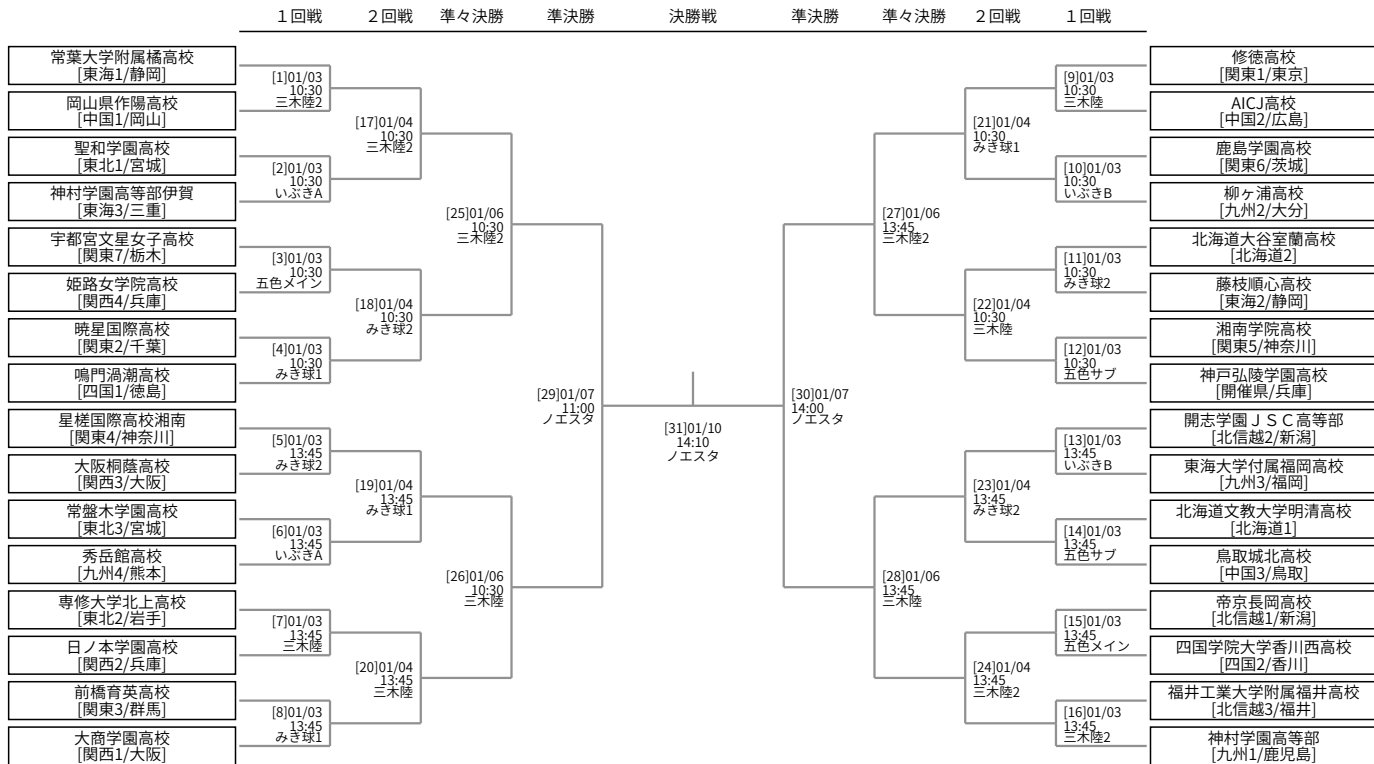 １回戦 ２回戦 準々決勝 準決勝 決勝戦 準決勝 準々決勝 ２回戦 １回戦
常葉大学附属橘高校
[東海1/静岡]
岡山県作陽高校
[中国1/岡山]
聖和学園高校
[東北1/宮城]
神村学園高等部伊賀
[東海3/三重]
宇都宮文星女子高校
[関東7/栃木]
姫路女学院高校
[関西4/兵庫]
暁星国際高校
[関東2/千葉]
鳴門渦潮高校
[四国1/徳島]
星槎国際高校湘南
[関東4/神奈川]
大阪桐蔭高校
[関西3/大阪]
常盤木学園高校
[東北3/宮城]
秀岳館高校
[九州4/熊本]
専修大学北上高校
[東北2/岩手]
日ノ本学園高校
[関西2/兵庫]
前橋育英高校
[関東3/群馬]
大商学園高校
[関西1/大阪]
[1]01/03
10:30
三木陸2
[2]01/03
10:30
いぶきA
[3]01/03
10:30
五色メイン
[4]01/03
10:30
みき球1
[5]01/03
13:45
みき球2
[6]01/03
13:45
いぶきA
[7]01/03
13:45
三木陸
[8]01/03
13:45
みき球1
[17]01/04
10:30
三木陸2
[18]01/04
10:30
みき球2
[19]01/04
13:45
みき球1
[20]01/04
13:45
三木陸
[25]01/06
10:30
三木陸2
[26]01/06
10:30
三木陸
[29]01/07
11:00
ノエスタ
[31]01/10
14:10
ノエスタ
[30]01/07
14:00
ノエスタ
[27]01/06
13:45
三木陸2
[28]01/06
13:45
三木陸
[21]01/04
10:30
みき球1
[22]01/04
10:30
三木陸
[23]01/04
13:45
みき球2
[24]01/04
13:45
三木陸2
[9]01/03
10:30
三木陸
[10]01/03
10:30
いぶきB
[11]01/03
10:30
みき球2
[12]01/03
10:30
五色サブ
[13]01/03
13:45
いぶきB
[14]01/03
13:45
五色サブ
[15]01/03
13:45
五色メイン
[16]01/03
13:45
三木陸2
修徳高校
[関東1/東京]
AICJ高校
[中国2/広島]
鹿島学園高校
[関東6/茨城]
柳ヶ浦高校
[九州2/大分]
北海道大谷室蘭高校
[北海道2]
藤枝順心高校
[東海2/静岡]
湘南学院高校
[関東5/神奈川]
神戸弘陵学園高校
[開催県/兵庫]
開志学園ＪＳＣ高等部
[北信越2/新潟]
東海大学付属福岡高校
[九州3/福岡]
北海道文教大学明清高校
[北海道1]
鳥取城北高校
[中国3/鳥取]
帝京長岡高校
[北信越1/新潟]
四国学院大学香川西高校
[四国2/香川]
福井工業大学附属福井高校
[北信越3/福井]
神村学園高等部
[九州1/鹿児島]